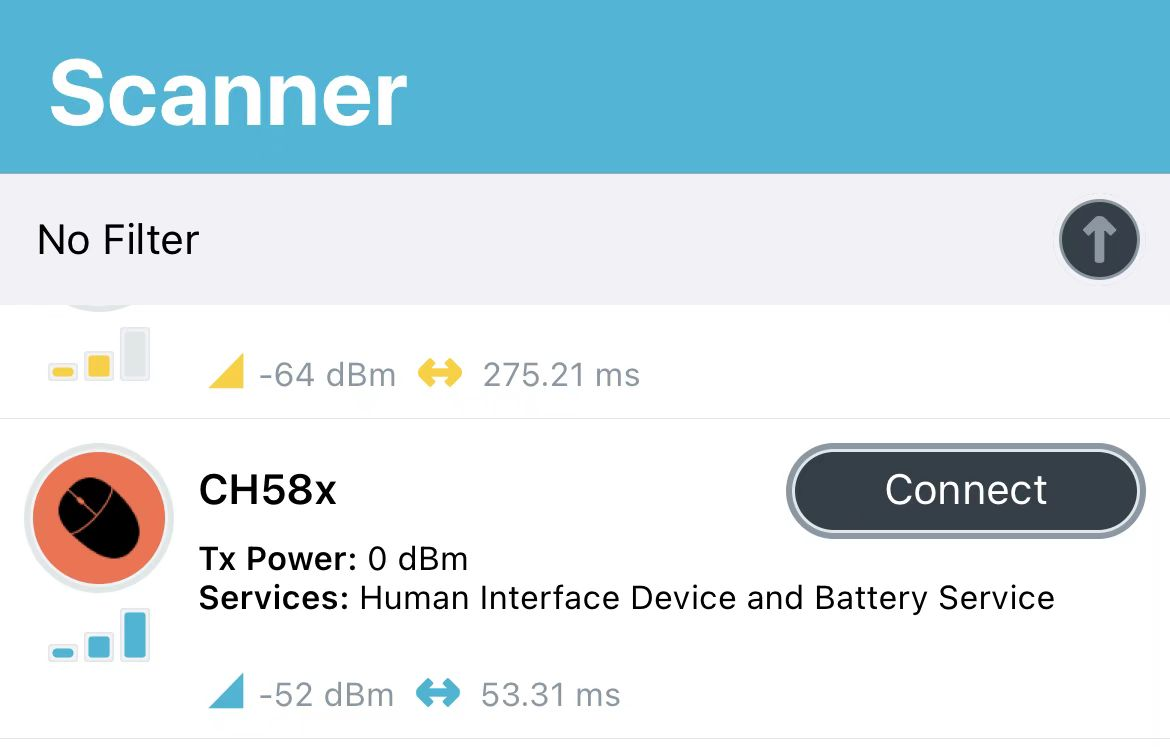 Scanner
No Filter
-64 dBm 275.21 ms
CH58x
Connect
Tx Power: 0 dBm
Services: Human Interface Device and Battery Service
-52 dBm 53.31 ms